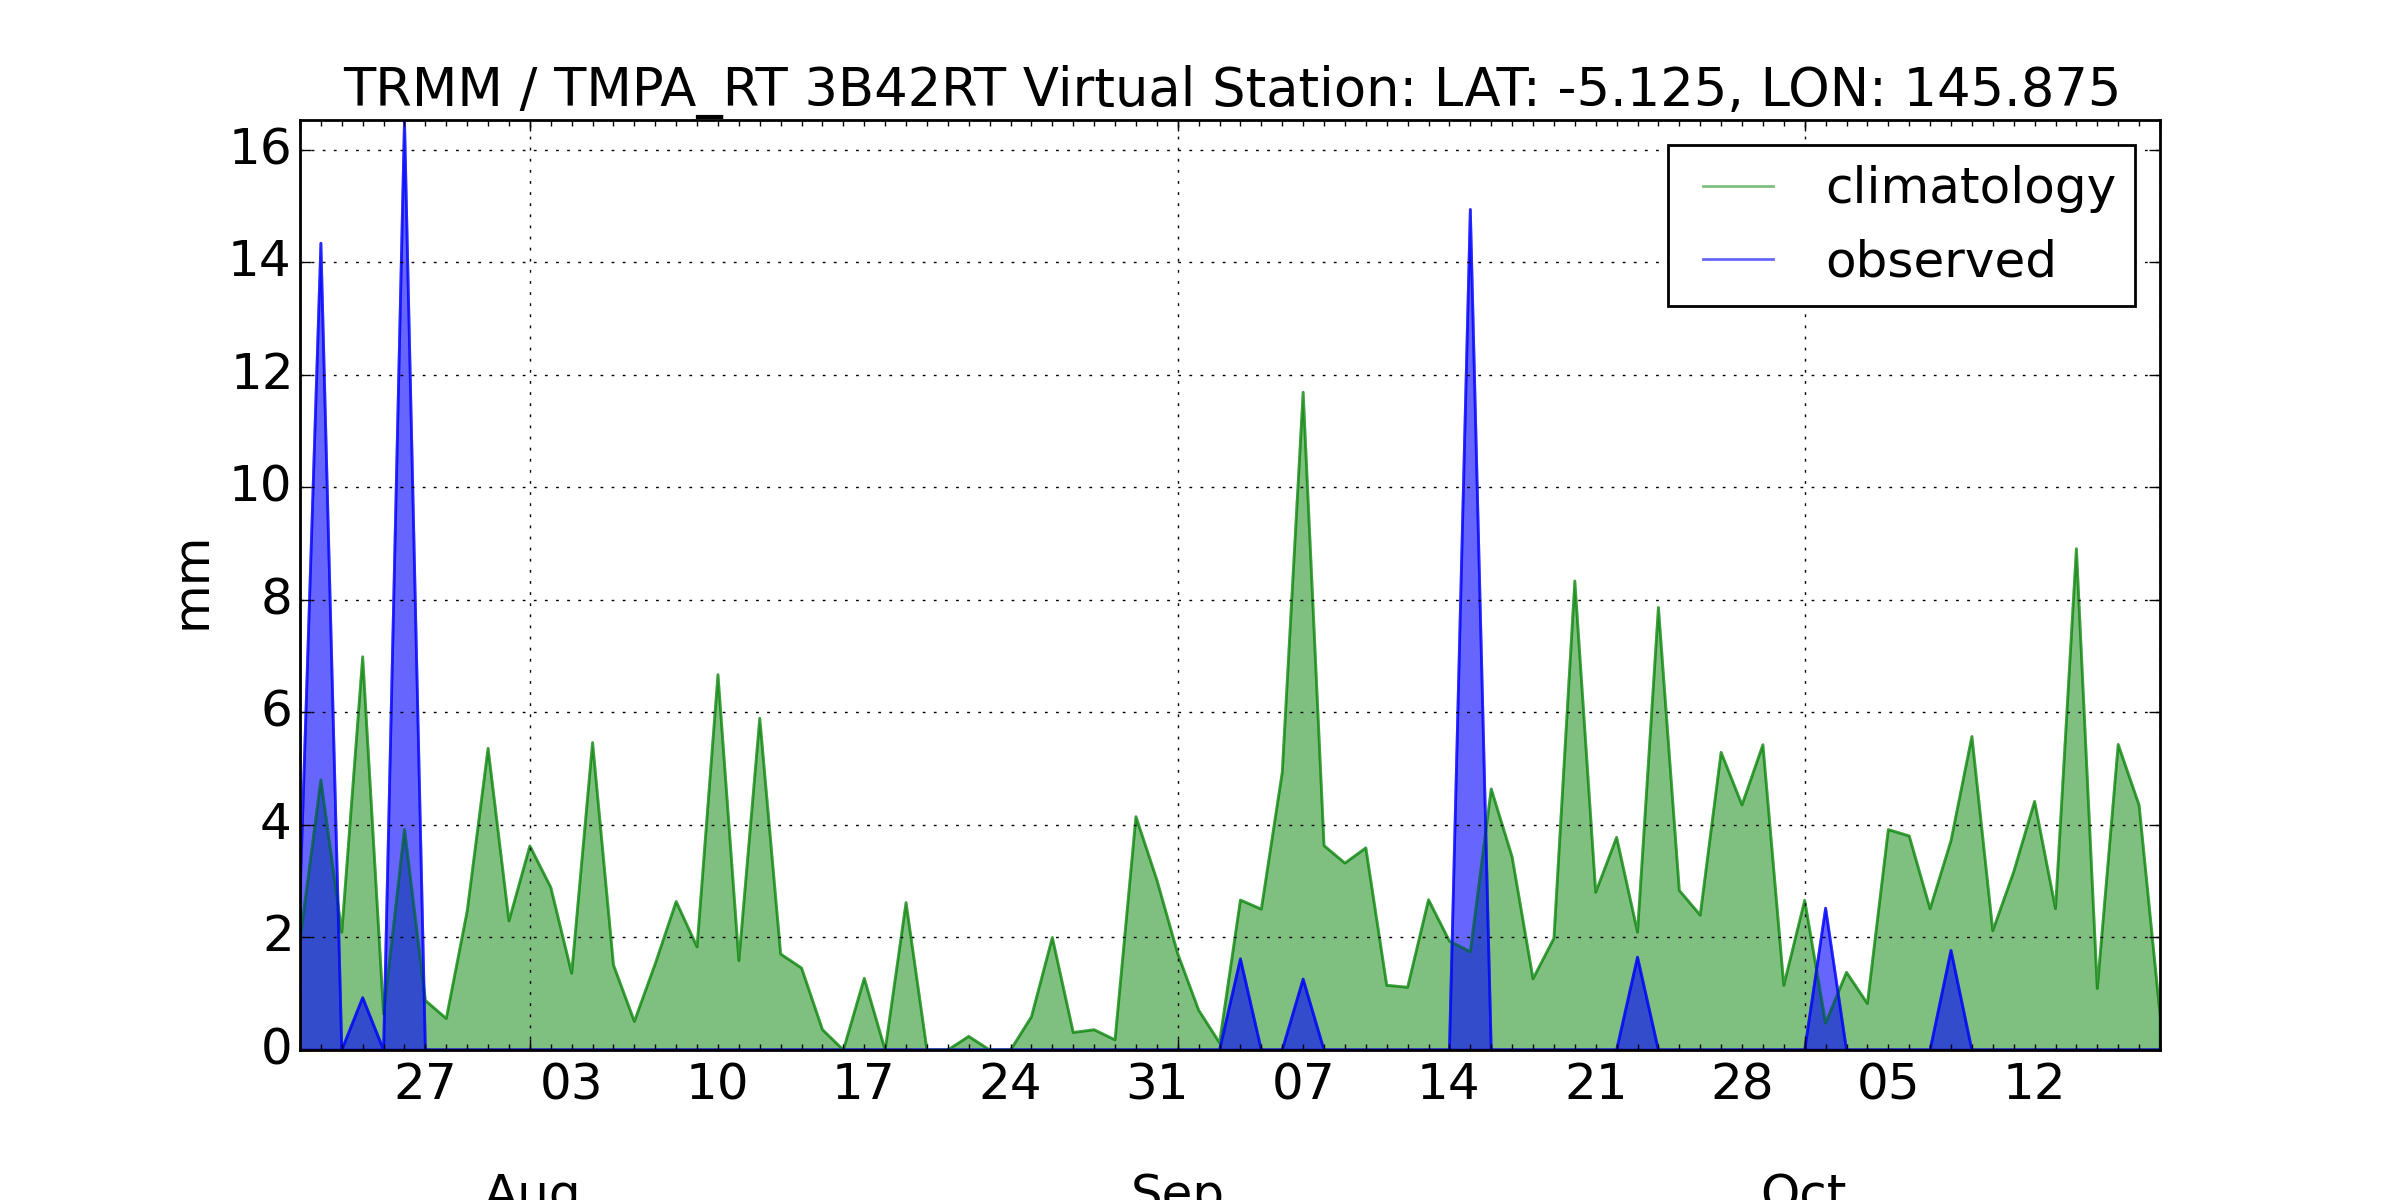 TRMM / TMPA_RT 3B42RT Virtual Station: LAT: -5.125, LON: 145.875
16
14
12
10
8
6
4
2
0
mm
climatology
observed
27 03 10 17 24 31 07 14 21 28 05 12
Aug Sep Oct